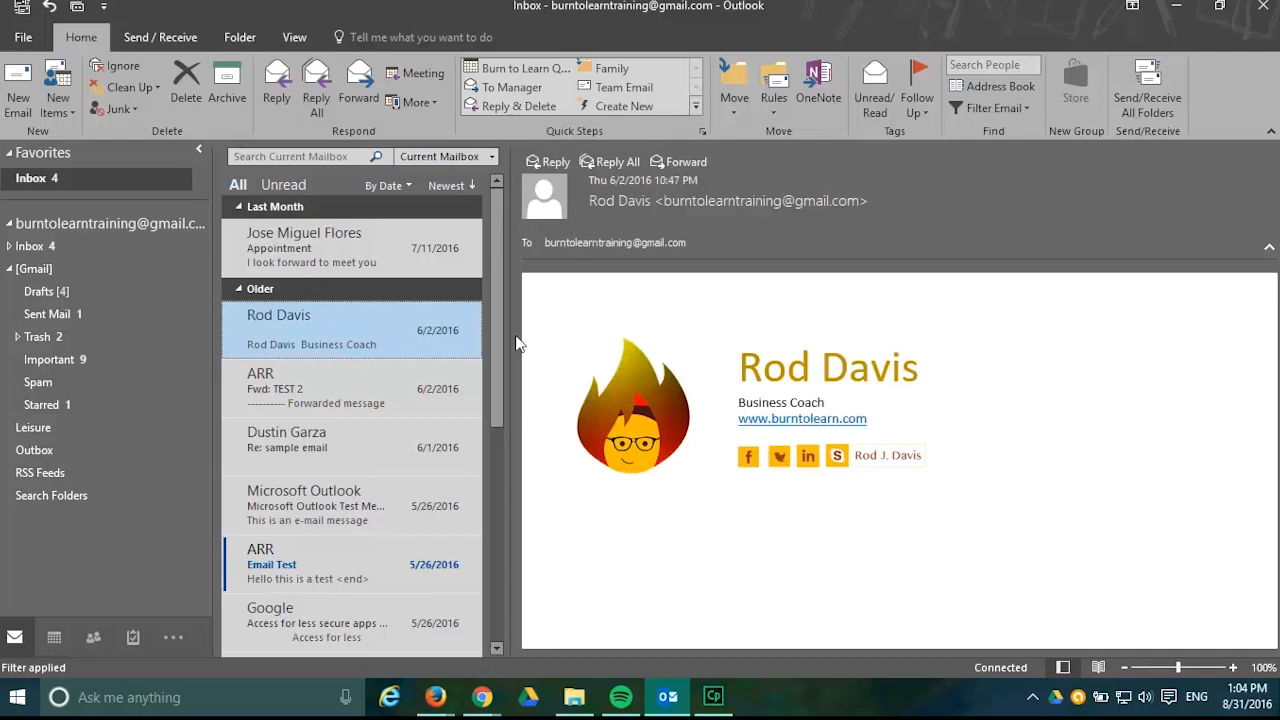 Inbox - burntolearntraining@gmail.com - Outlook
File Home Send / Receive Folder View Tell me what you want to do
New Email
New Items
Ignore
Clean Up
Junk
Delete
Archive
Reply
Reply All
Forward
Meeting
More
Burn to Learn Q...
To Manager
Reply & Delete
Family
Team Email
Create New
Move
Rules
OneNote
Unread/ Read
Follow Up
Search People
Address Book
Filter Email
Store
Send/Receive All Folders
New Delete Respond Quick Steps Move Tags Find New Group Send/Receive
Favorites
Inbox 4
burntolearntraining@gmail.c...
Inbox 4
[Gmail]
Drafts [4]
Sent Mail 1
Trash 2
Important 9
Spam
Starred 1
Junk
Leisure
Outbox
RSS Feeds
Search Folders
Search Current Mailbox Current Mailbox
All Unread By Date Newest
Last Month
Jose Miguel Flores
Appointment 7/11/2016
I look forward to meet you
Older
Rod Davis
6/2/2016
Rod Davis Business Coach
ARR
Fwd: TEST 2 6/2/2016
---------- Forwarded message
Dustin Garza
Re: sample email 6/1/2016
Microsoft Outlook
Microsoft Outlook Test Me... 5/26/2016
This is an e-mail message
ARR
Email Test 5/26/2016
Hello this is a test <end>
Google
Access for less secure apps ... 5/26/2016
Access for less
Reply Reply All Forward
Thu 6/2/2016 10:47 PM
Rod Davis <burntolearntraining@gmail.com>
To burntolearntraining@gmail.com
Rod Davis
Business Coach
www.burntolearn.com
f in S Rod J. Davis
Filter applied
Connected
100%
Ask me anything
Cp
ENG
1:04 PM
8/31/2016